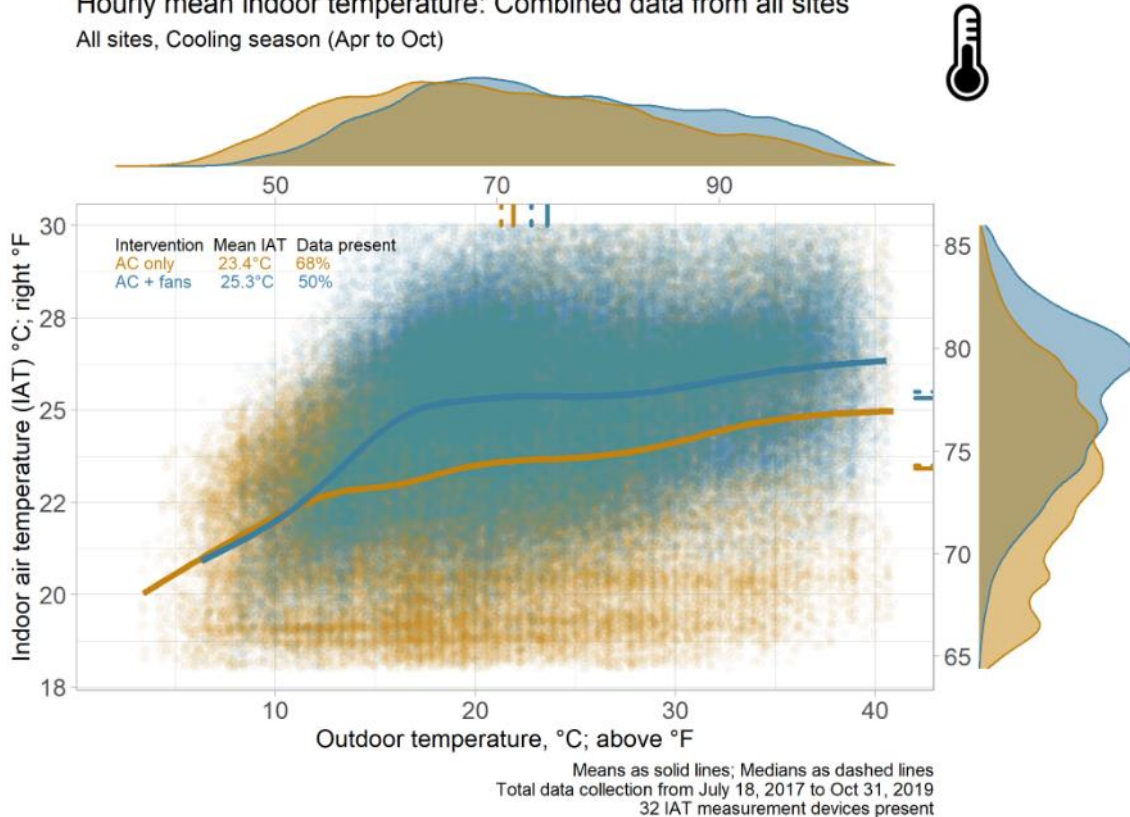 Hourly mean indoor temperature: Combined data from all sites
All sites, Cooling season (Apr to Oct)
50 70 90
30
28
25
22
20
18
Indoor air temperature (IAT) °C; right °F
Intervention Mean IAT Data present
AC only 23.4°C 68%
AC + fans 25.3°C 50%
85
80
75
70
65
10 20 30 40
Outdoor temperature, °C; above °F
Means as solid lines; Medians as dashed lines
Total data collection from July 18, 2017 to Oct 31, 2019
32 IAT measurement devices present